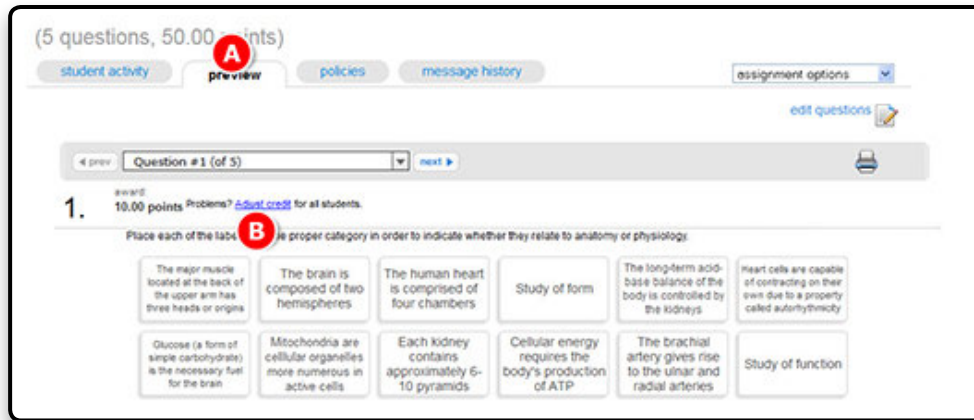 (5 questions, 50.00 points)
A
student activity preview policies message history assignment options
edit questions
prev Question #1 (of 5) next
award:
1. 10.00 points Problems? Adjust credit for all students.
B
Place each of the labe proper category in order to indicate whether they relate to anatomy or physiology.
The major muscle
located at the back of
the upper arm has
three heads or origins
The brain is
composed of two
hemispheres
The human heart
is comprised of
four chambers
Study of form
The long-term acid-
base balance of the
body is controlled by
the kidneys
Heart cells are capable
of contracting on their
own due to a property
called autorhythmicity
Glucose (a form of
simple carbohydrate)
is the necessary fuel
for the brain
Mitochondria are
celllular organelles
more numerous in
active cells
Each kidney
contains
approximately 6-
10 pyramids
Cellular energy
requires the
body's production
of ATP
The brachial
artery gives rise
to the ulnar and
radial arteries
Study of function